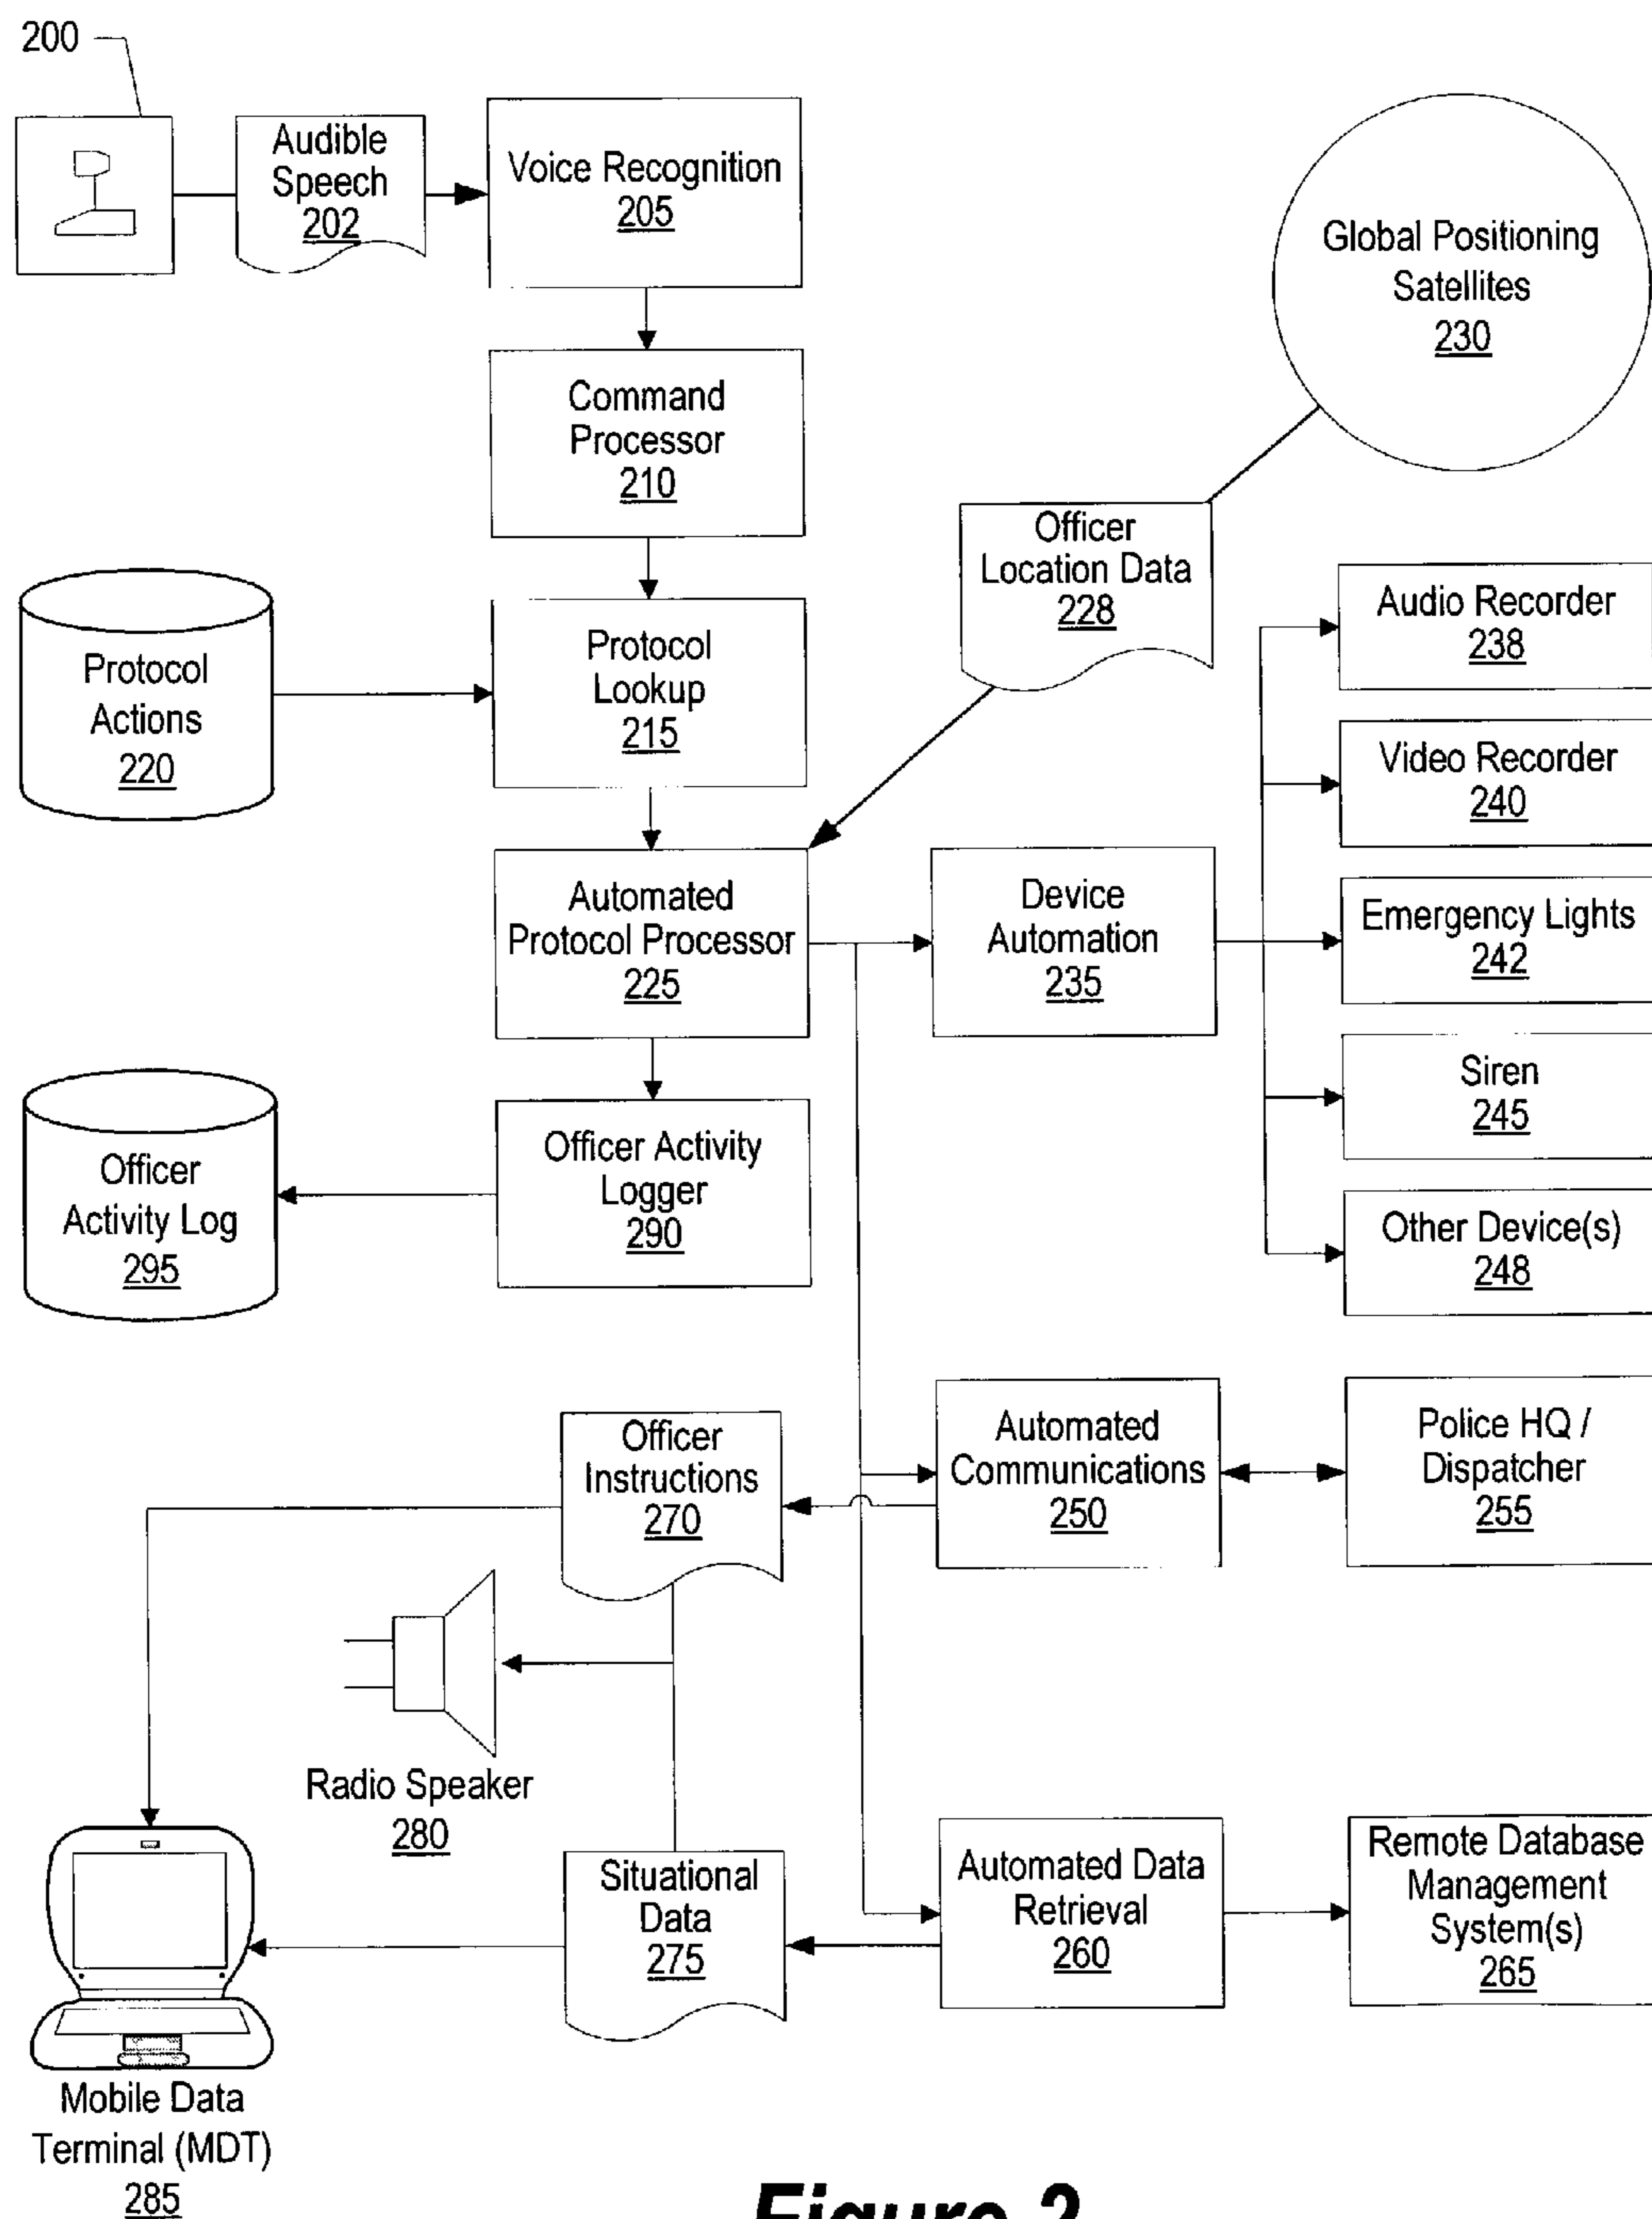 200
Audible
Speech
202
Voice Recognition
205
Global Positioning
Satellites
230
Command
Processor
210
Officer
Location Data
228
Protocol
Actions
220
Protocol
Lookup
215
Audio Recorder
238
Video Recorder
240
Automated
Protocol Processor
225
Device
Automation
235
Emergency Lights
242
Siren
245
Officer
Activity Log
295
Officer Activity
Logger
290
Other Device(s)
248
Officer
Instructions
270
Automated
Communications
250
Police HQ /
Dispatcher
255
Radio Speaker
280
Situational
Data
275
Automated Data
Retrieval
260
Remote Database
Management
System(s)
265
Mobile Data
Terminal (MDT)
285
Figure 2